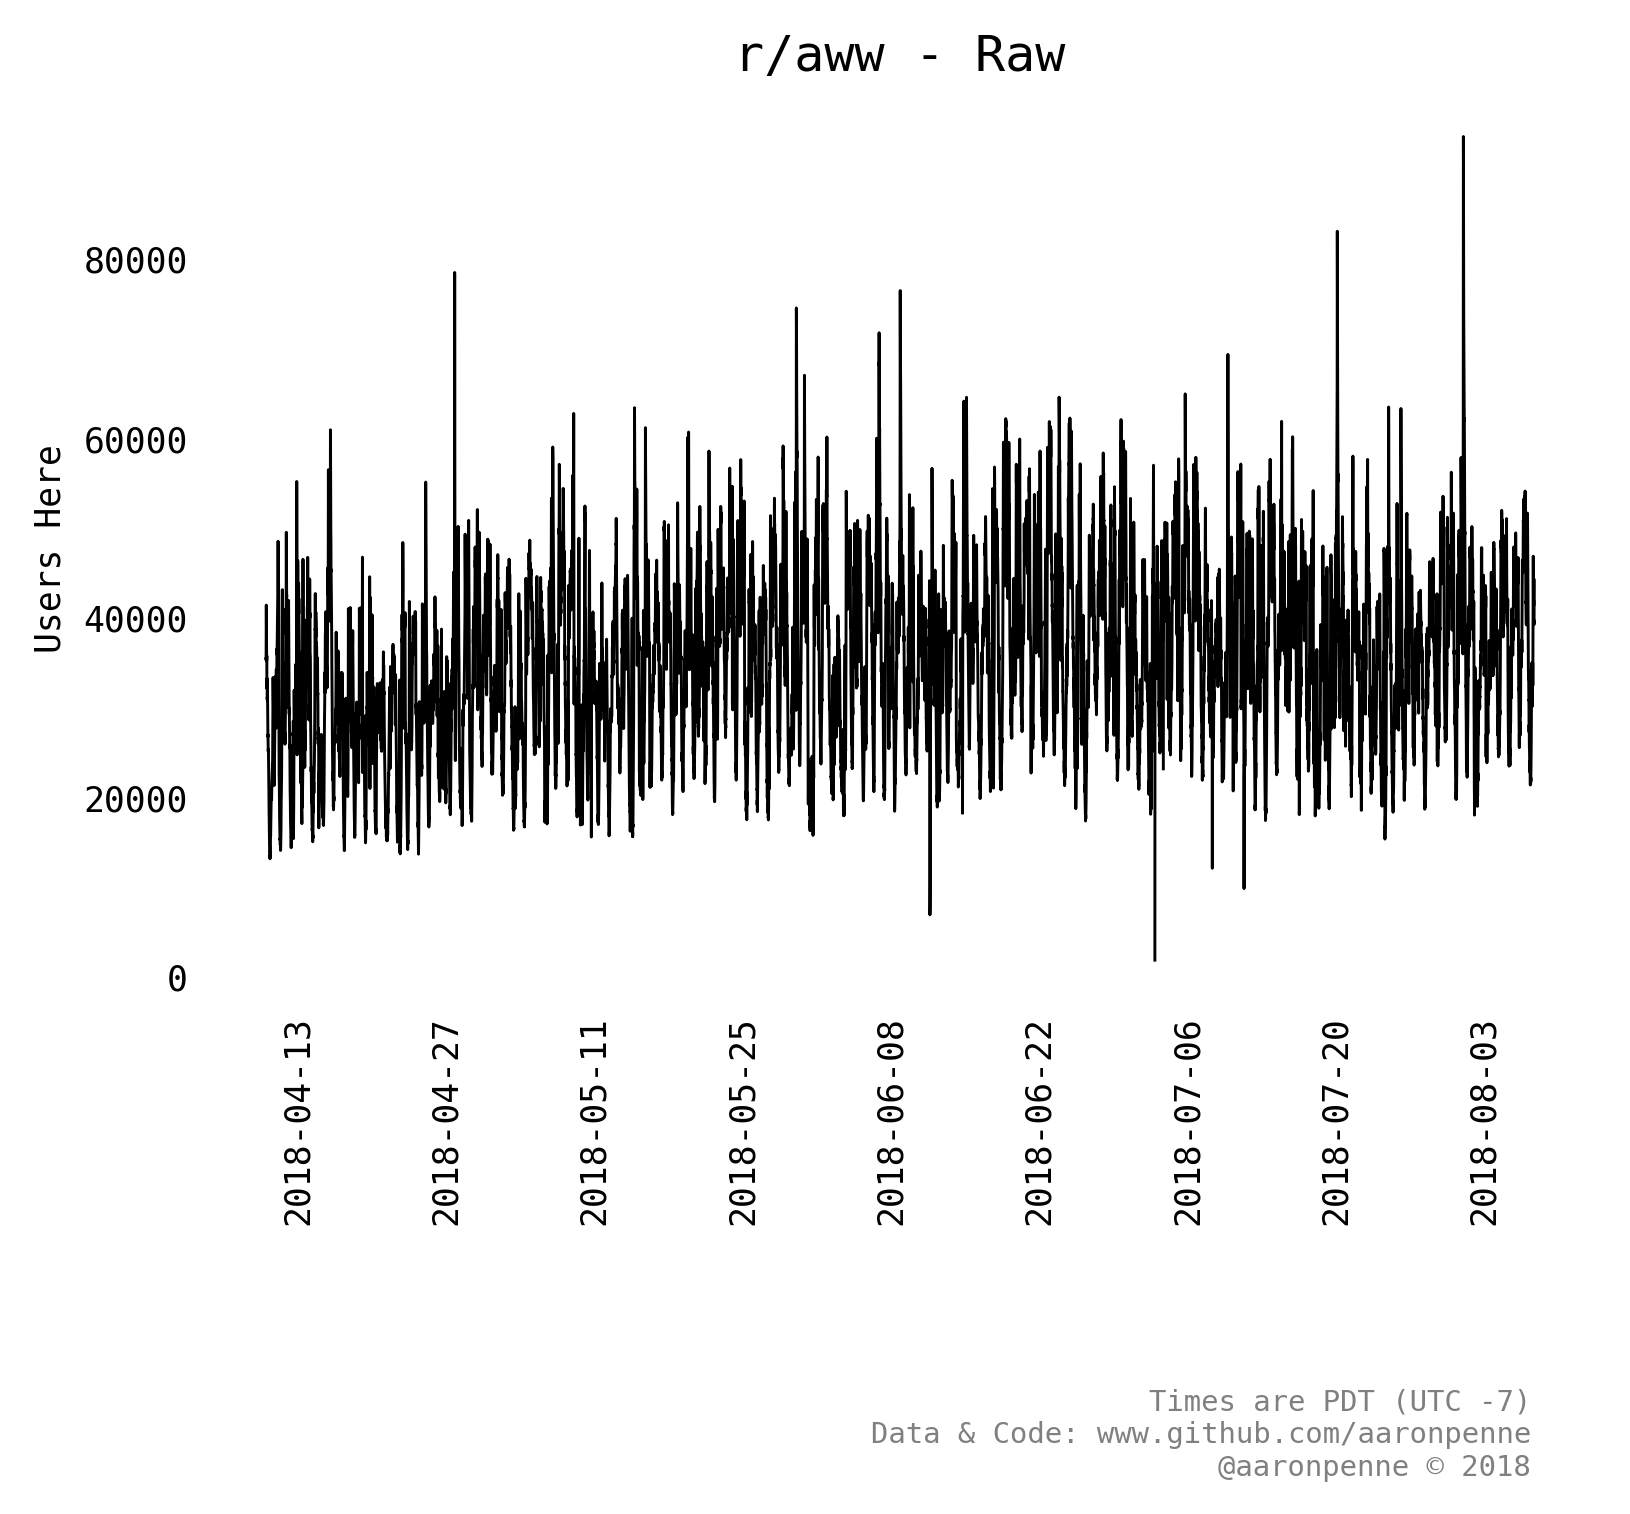 r/aww - Raw
Users Here
80000
60000
40000
20000
0
2018-04-13
2018-04-27
2018-05-11
2018-05-25
2018-06-08
2018-06-22
2018-07-06
2018-07-20
2018-08-03
Times are PDT (UTC -7)
Data & Code: www.github.com/aaronpenne
@aaronpenne © 2018